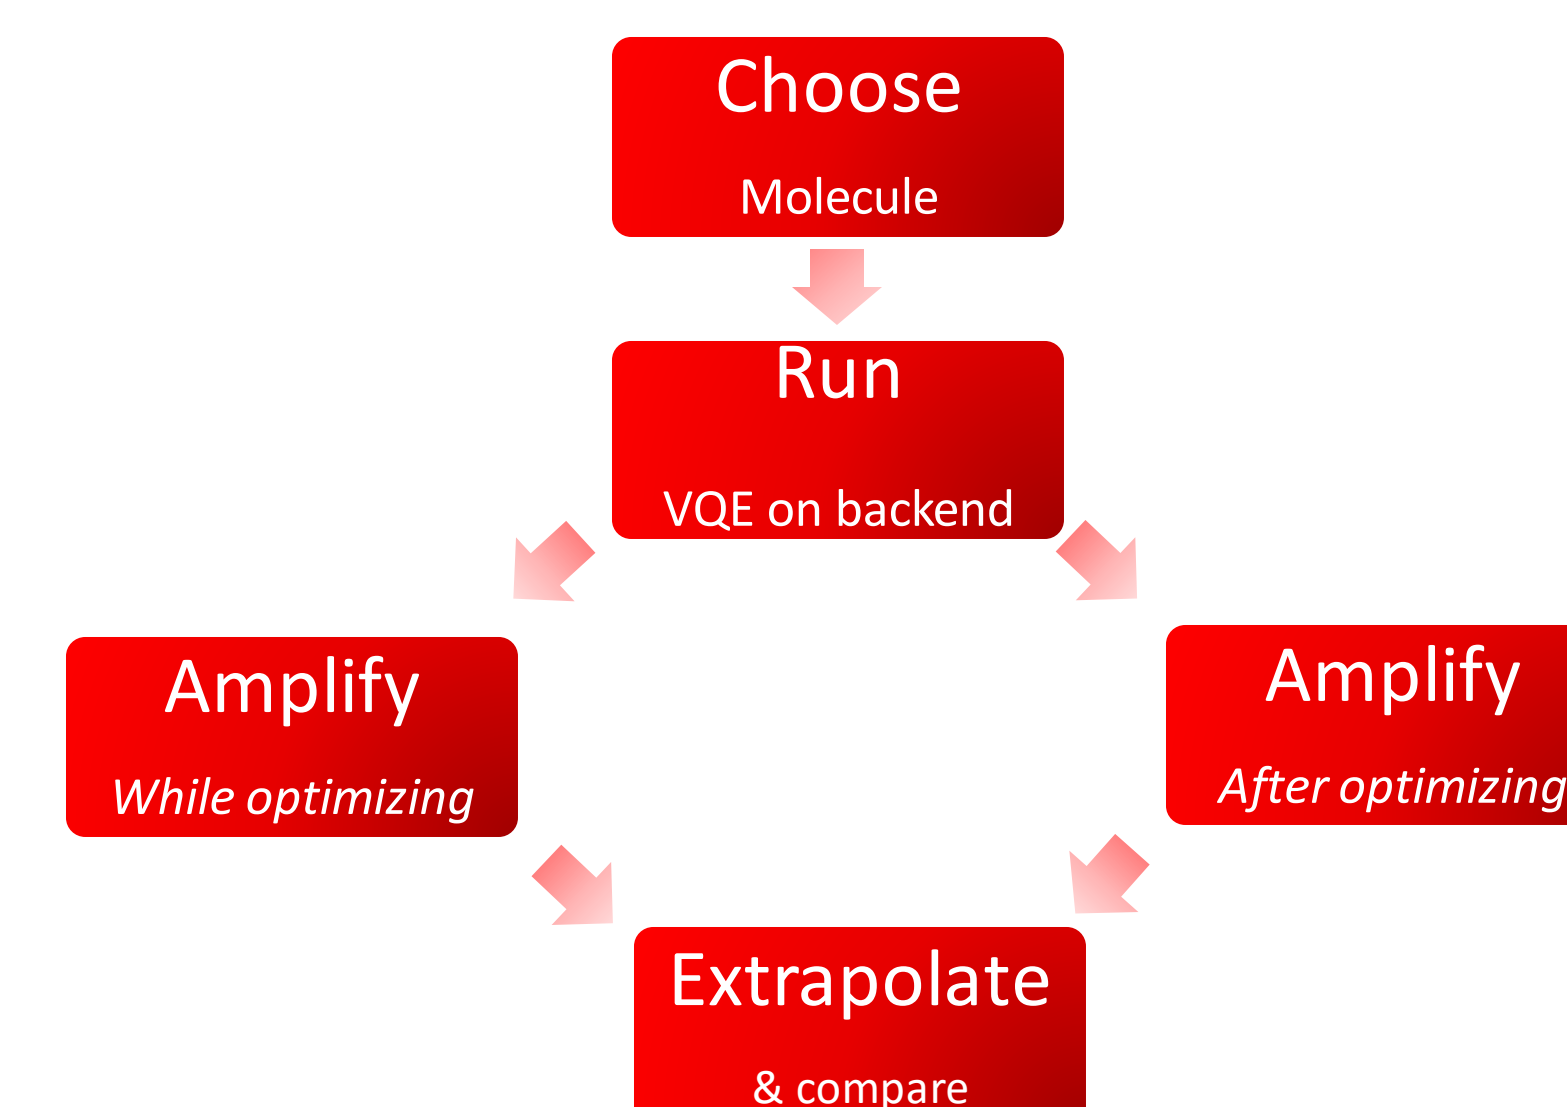 Choose
Molecule
Run
VQE on backend
Amplify
While optimizing
Amplify
After optimizing
Extrapolate
& compare